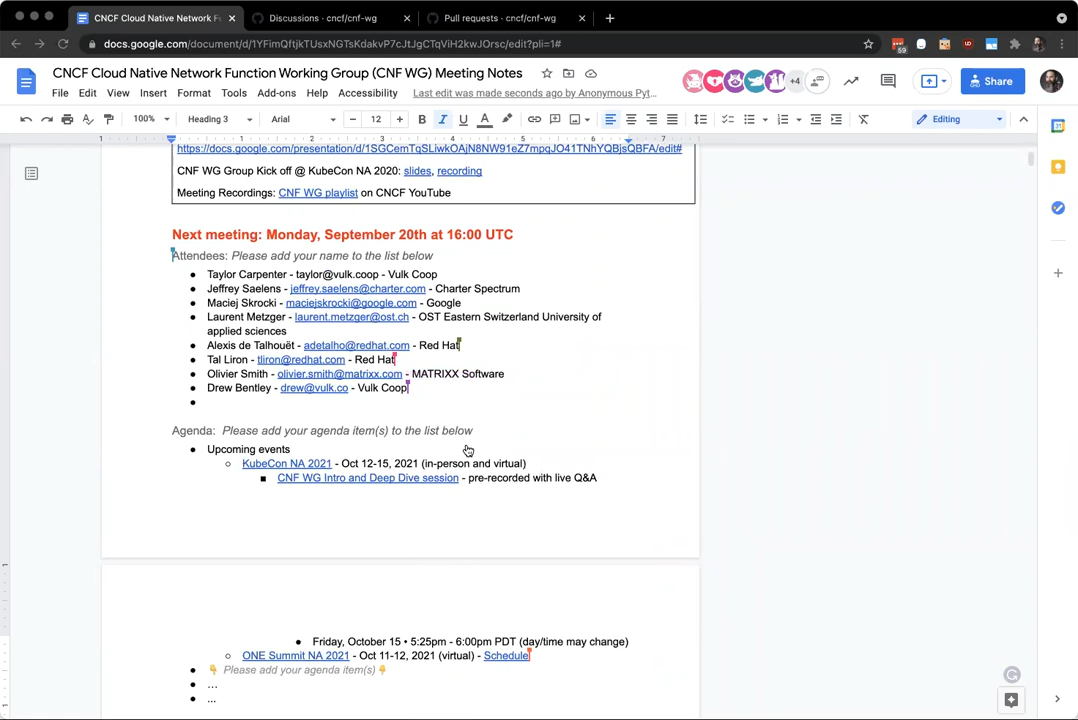 CNCF Cloud Native Network F
Discussions · cncf/cnf-wg
Pull requests · cncf/cnf-wg
docs.google.com/document/d/1YFimQftjkTUsxNGTsKdakvP7cJtJgCTqViH2kwJOrsc/edit?pli=1#
59
CNCF Cloud Native Network Function Working Group (CNF WG) Meeting Notes
File Edit View Insert Format Tools Add-ons Help Accessibility Last edit was made seconds ago by Anonymous Pyt…
+4
Share
100% Heading 3 Arial 12 B I U A Editing
1 1 2 3 4 5 6 7
https://docs.google.com/presentation/d/1SGCemTqSLiwkOAjN8NW91eZ7mpqJO41TNhYQBjsQBFA/edit#
CNF WG Group Kick off @ KubeCon NA 2020: slides, recording
Meeting Recordings: CNF WG playlist on CNCF YouTube
Next meeting: Monday, September 20th at 16:00 UTC
Attendees: Please add your name to the list below
● Taylor Carpenter - taylor@vulk.coop - Vulk Coop
● Jeffrey Saelens - jeffrey.saelens@charter.com - Charter Spectrum
● Maciej Skrocki - maciejskrocki@google.com - Google
● Laurent Metzger - laurent.metzger@ost.ch - OST Eastern Switzerland University of
applied sciences
● Alexis de Talhouët - adetalho@redhat.com - Red Hat
● Tal Liron - tliron@redhat.com - Red Hat
● Olivier Smith - olivier.smith@matrixx.com - MATRIXX Software
● Drew Bentley - drew@vulk.co - Vulk Coop
●
Agenda: Please add your agenda item(s) to the list below
● Upcoming events
○ KubeCon NA 2021 - Oct 12-15, 2021 (in-person and virtual)
■ CNF WG Intro and Deep Dive session - pre-recorded with live Q&A
1
● Friday, October 15 • 5:25pm - 6:00pm PDT (day/time may change)
○ ONE Summit NA 2021 - Oct 11-12, 2021 (virtual) - Schedule
● 👇 Please add your agenda item(s) 👇
● …
● ...